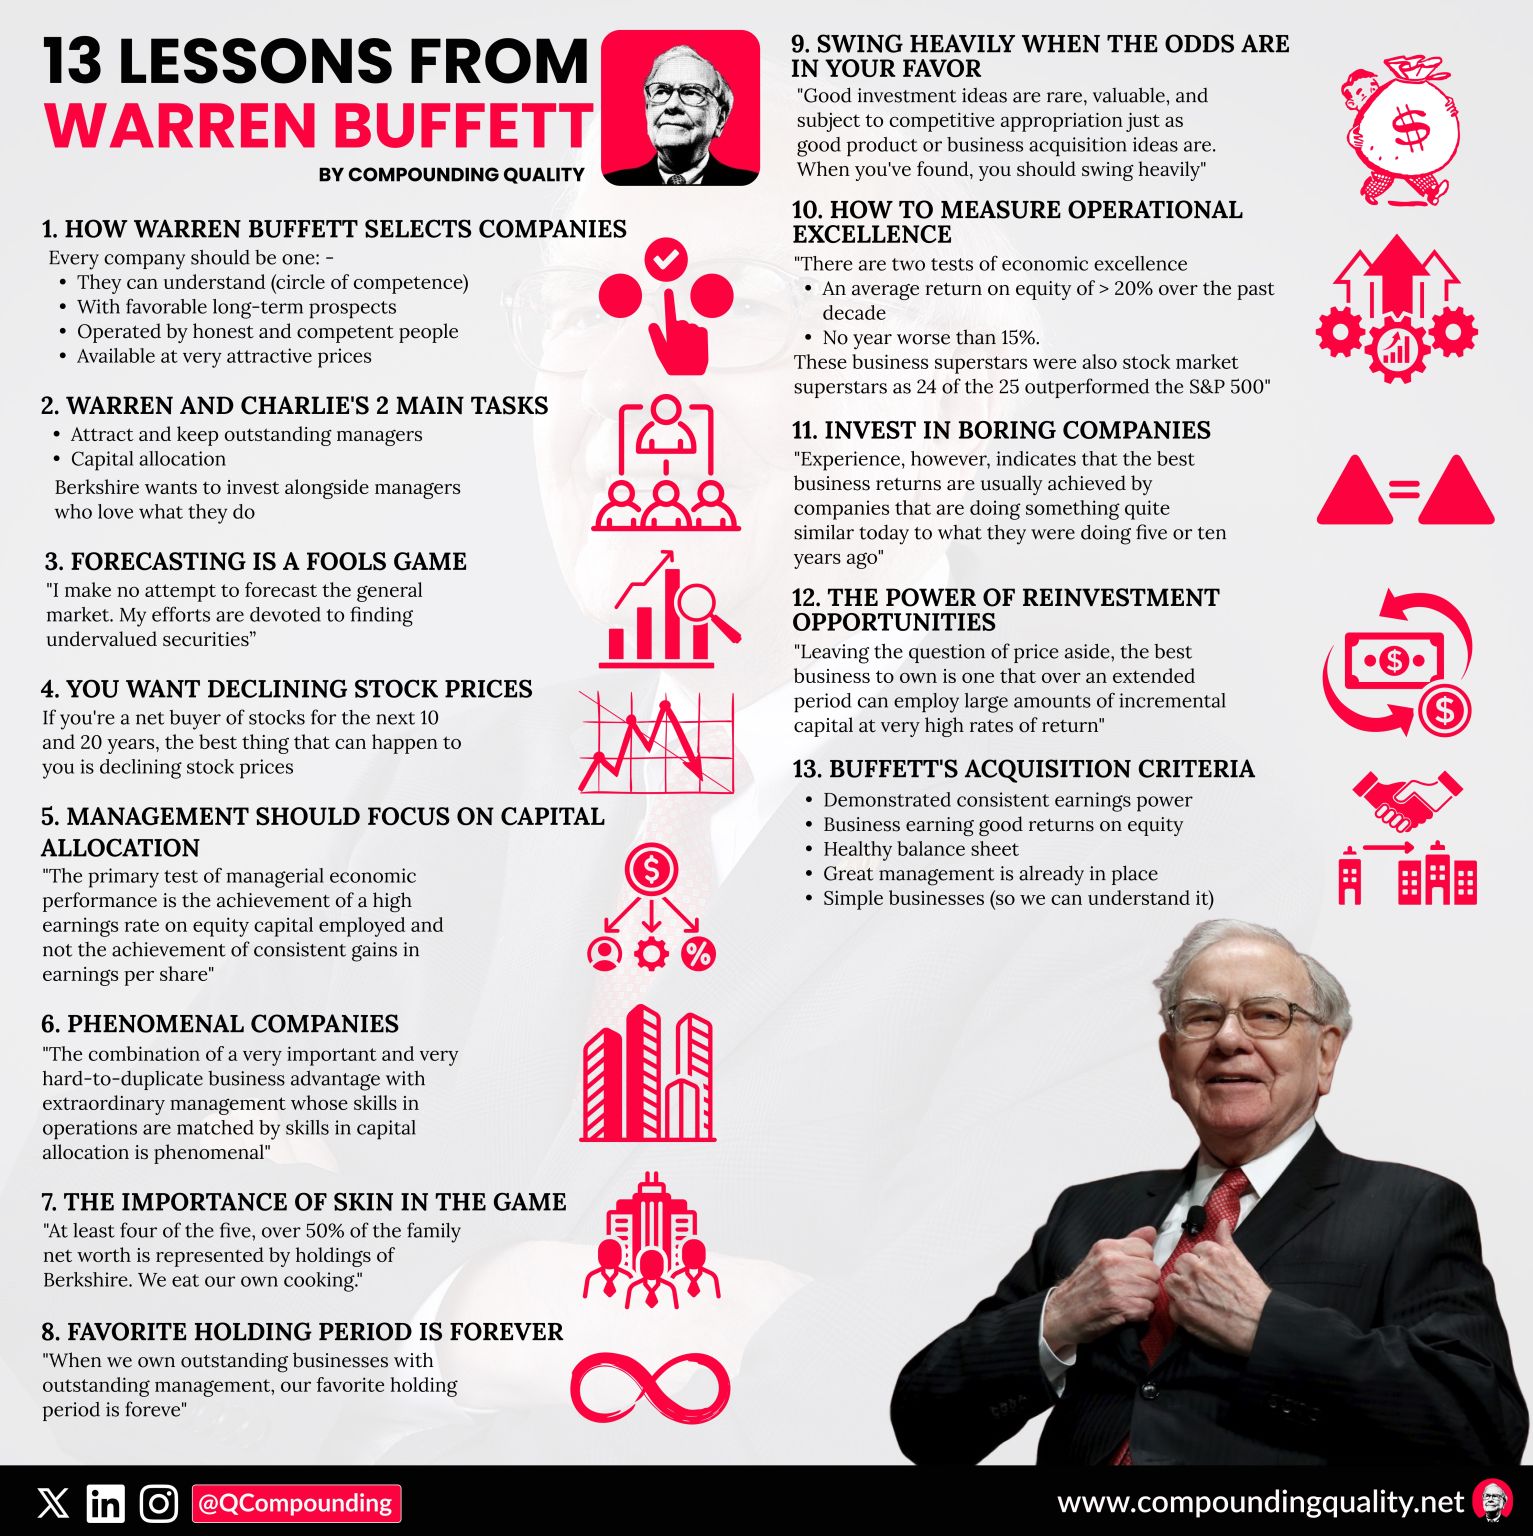 13 LESSONS FROM
WARREN BUFFETT
BY COMPOUNDING QUALITY
1. HOW WARREN BUFFETT SELECTS COMPANIES
Every company should be one: -
• They can understand (circle of competence)
• With favorable long-term prospects
• Operated by honest and competent people
• Available at very attractive prices
2. WARREN AND CHARLIE'S 2 MAIN TASKS
• Attract and keep outstanding managers
• Capital allocation
Berkshire wants to invest alongside managers
who love what they do
3. FORECASTING IS A FOOLS GAME
"I make no attempt to forecast the general
market. My efforts are devoted to finding
undervalued securities”
4. YOU WANT DECLINING STOCK PRICES
If you're a net buyer of stocks for the next 10
and 20 years, the best thing that can happen to
you is declining stock prices
5. MANAGEMENT SHOULD FOCUS ON CAPITAL
ALLOCATION
"The primary test of managerial economic
performance is the achievement of a high
earnings rate on equity capital employed and
not the achievement of consistent gains in
earnings per share"
$
%
6. PHENOMENAL COMPANIES
"The combination of a very important and very
hard-to-duplicate business advantage with
extraordinary management whose skills in
operations are matched by skills in capital
allocation is phenomenal"
7. THE IMPORTANCE OF SKIN IN THE GAME
"At least four of the five, over 50% of the family
net worth is represented by holdings of
Berkshire. We eat our own cooking."
8. FAVORITE HOLDING PERIOD IS FOREVER
"When we own outstanding businesses with
outstanding management, our favorite holding
period is foreve"
9. SWING HEAVILY WHEN THE ODDS ARE
IN YOUR FAVOR
"Good investment ideas are rare, valuable, and
subject to competitive appropriation just as
good product or business acquisition ideas are.
When you've found, you should swing heavily"
$
10. HOW TO MEASURE OPERATIONAL
EXCELLENCE
"There are two tests of economic excellence
• An average return on equity of > 20% over the past
decade
• No year worse than 15%.
These business superstars were also stock market
superstars as 24 of the 25 outperformed the S&P 500"
11. INVEST IN BORING COMPANIES
"Experience, however, indicates that the best
business returns are usually achieved by
companies that are doing something quite
similar today to what they were doing five or ten
years ago"
=
12. THE POWER OF REINVESTMENT
OPPORTUNITIES
"Leaving the question of price aside, the best
business to own is one that over an extended
period can employ large amounts of incremental
capital at very high rates of return"
$
$
13. BUFFETT'S ACQUISITION CRITERIA
• Demonstrated consistent earnings power
• Business earning good returns on equity
• Healthy balance sheet
• Great management is already in place
• Simple businesses (so we can understand it)
X in @QCompounding
www.compoundingquality.net